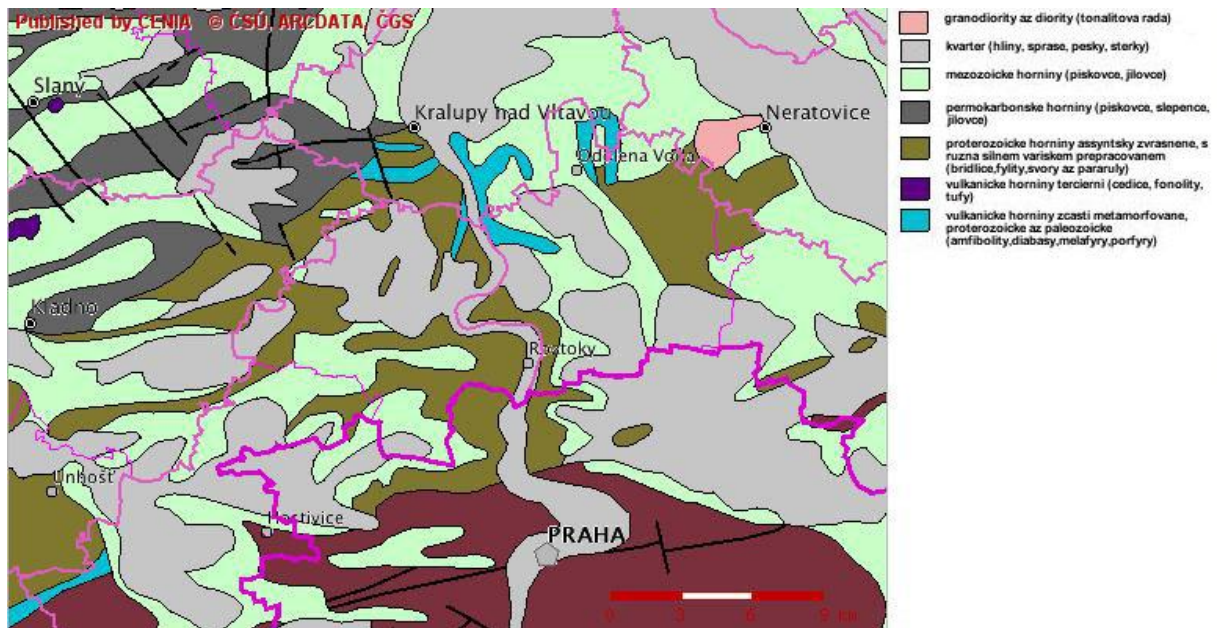 Published by CENIA © ČSÚ, ARCDATA, ČGS
Slaný
Kralupy nad Vltavou
Neratovice
Odolena Voda
Kladno
Roztoky
Unhošť
Hostivice
PRAHA
0 3 6 9 km
granodiority az diority (tonalitova rada)
kvarter (hliny, sprase, pesky, sterky)
mezozoicke horniny (piskovce, jilovce)
permokarbonske horniny (piskovce, slepence,
jilovce)
proterozoicke horniny assyntsky zvrasnene, s
ruzna silnem variskem prepracovanem
(bridlice,fylity,svory az pararuly)
vulkanicke horniny tercierni (cedice, fonolity,
tufy)
vulkanicke horniny zcasti metamorfovane,
proterozoicke az paleozoicke
(amfibolity,diabasy,melafyry,porfyry)